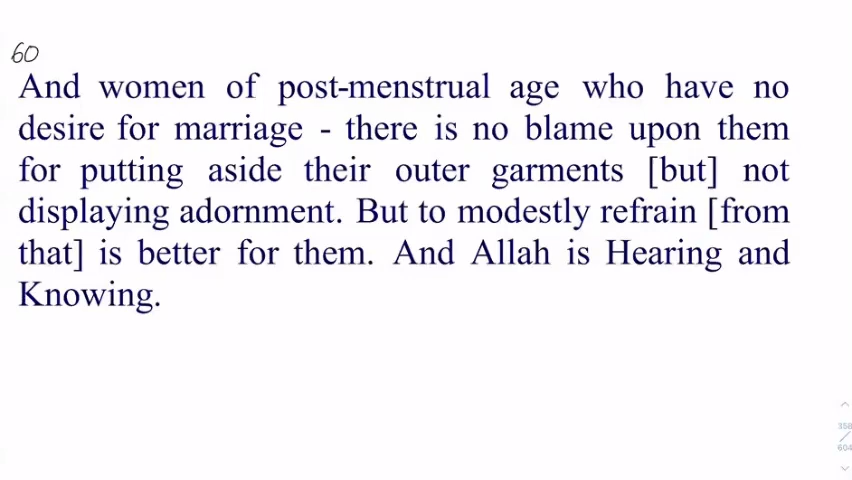 60
And women of post-menstrual age who have no
desire for marriage - there is no blame upon them
for putting aside their outer garments [but] not
displaying adornment. But to modestly refrain [from
that] is better for them. And Allah is Hearing and
Knowing.
358
/
604